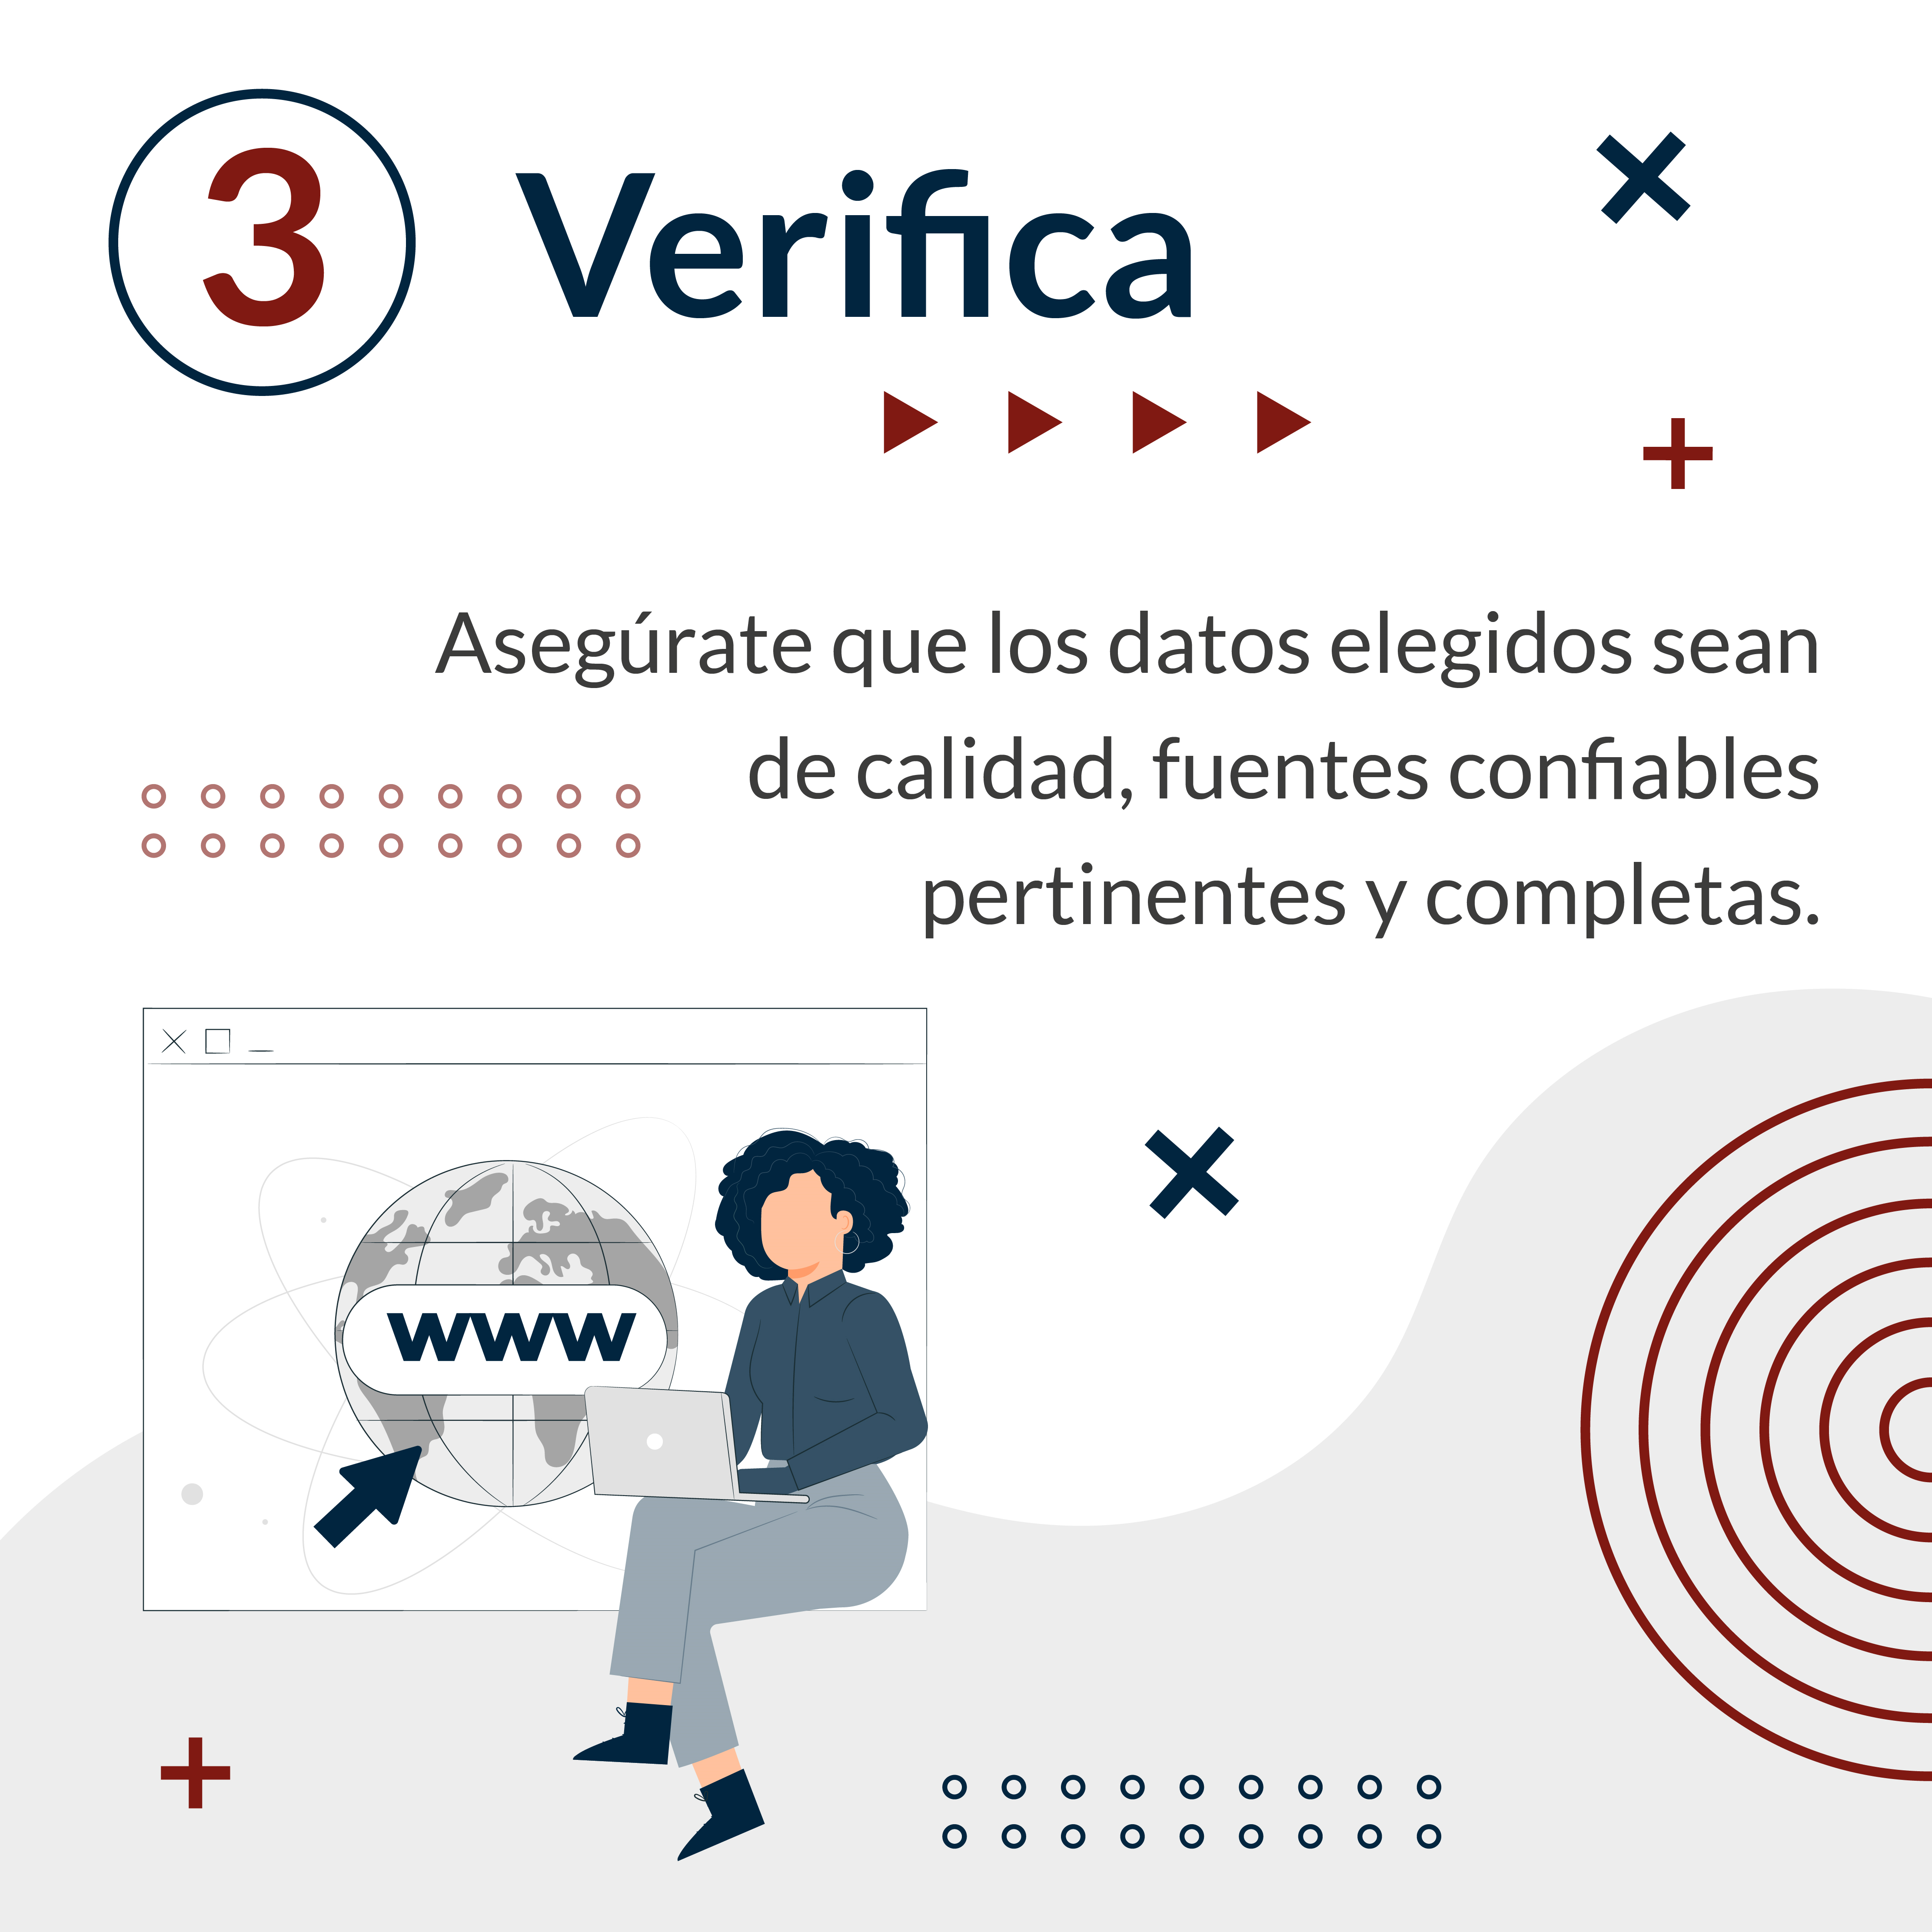 3
Verifica
Asegúrate que los datos elegidos sean
de calidad, fuentes confiables
pertinentes y completas.
www